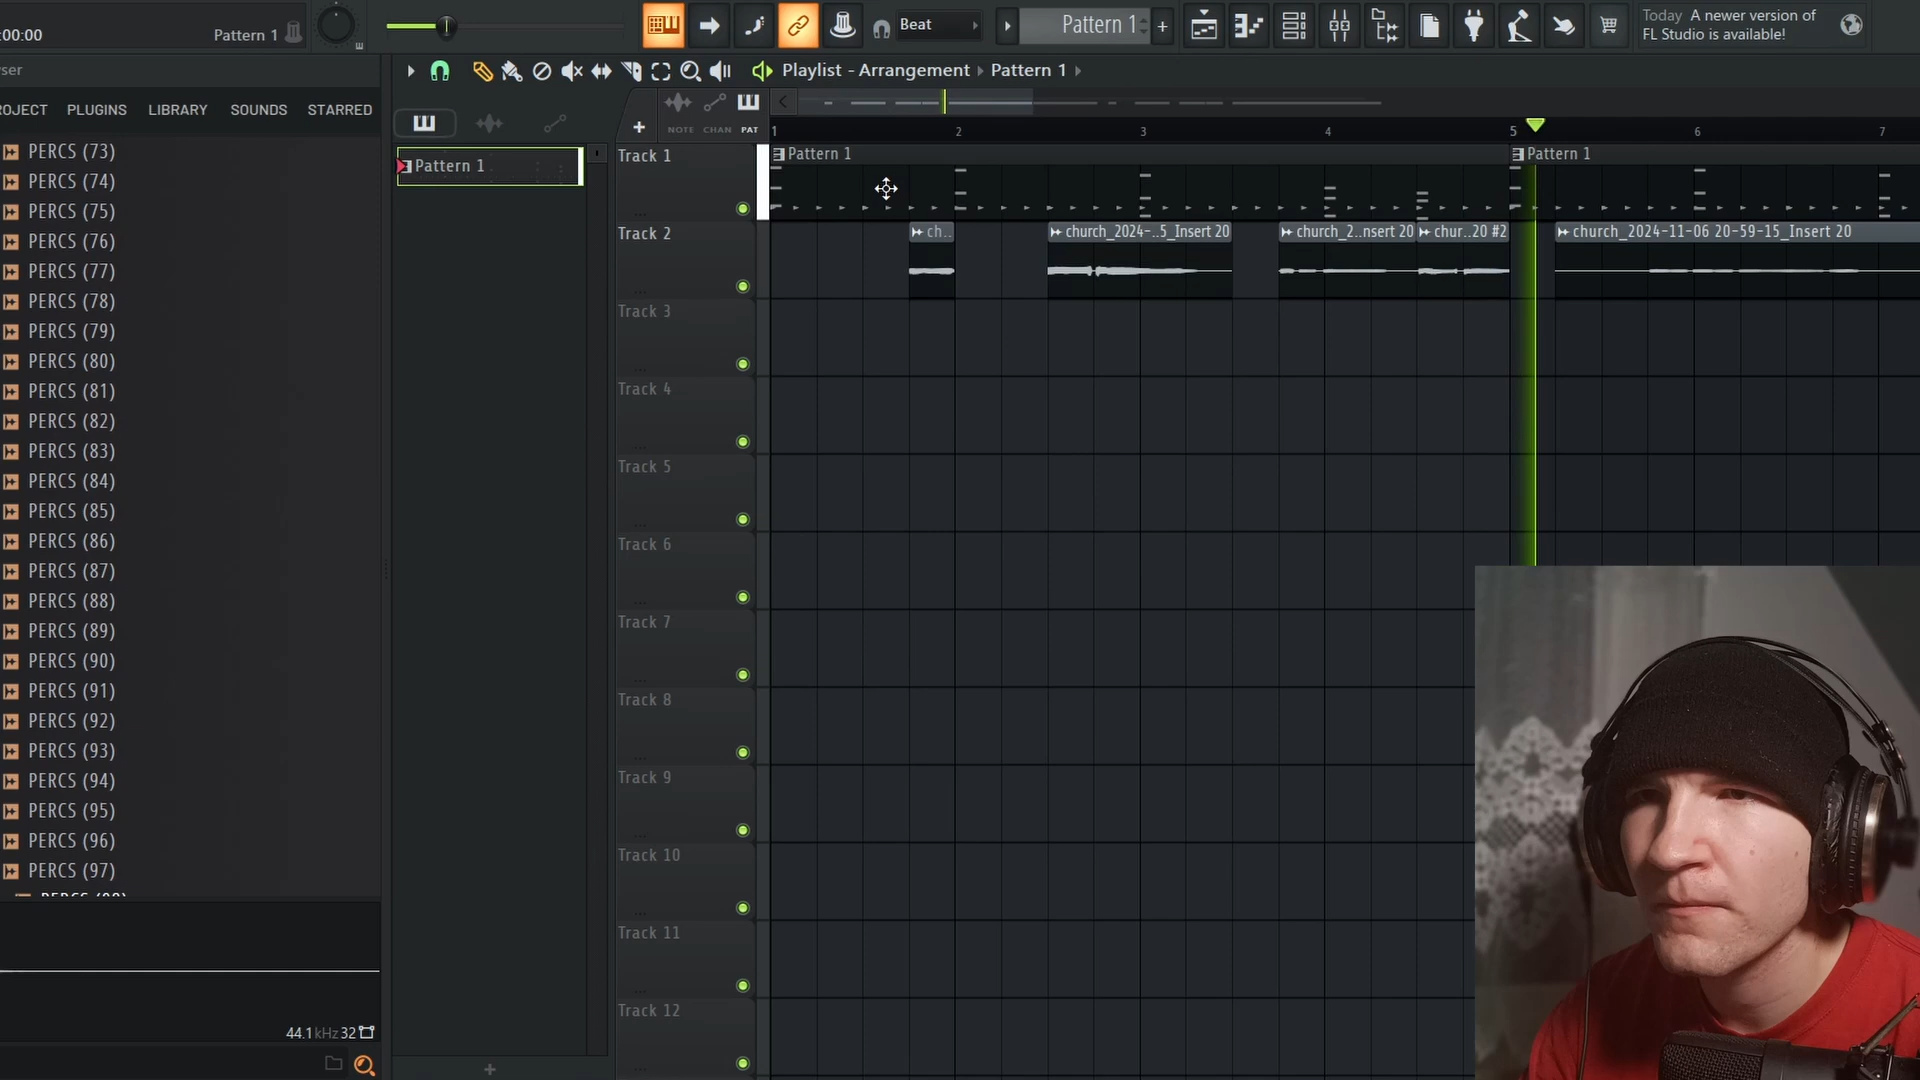 :00:00
Pattern 1
Beat
Pattern 1
+
Today A newer version of
FL Studio is available!
ser
Playlist - Arrangement Pattern 1
ROJECT PLUGINS LIBRARY SOUNDS STARRED
NOTE CHAN PAT
1 2 3 4 5 6 7
PERCS (73)
PERCS (74)
PERCS (75)
PERCS (76)
PERCS (77)
PERCS (78)
PERCS (79)
PERCS (80)
PERCS (81)
PERCS (82)
PERCS (83)
PERCS (84)
PERCS (85)
PERCS (86)
PERCS (87)
PERCS (88)
PERCS (89)
PERCS (90)
PERCS (91)
PERCS (92)
PERCS (93)
PERCS (94)
PERCS (95)
PERCS (96)
PERCS (97)
44.1kHz 32
Pattern 1
Track 1
Pattern 1
Pattern 1
Track 2
ch..
church_2024-..5_Insert 20
church_2..nsert 20
chur..20 #2
church_2024-11-06 20-59-15_Insert 20
Track 3
Track 4
Track 5
Track 6
Track 7
Track 8
Track 9
Track 10
Track 11
Track 12